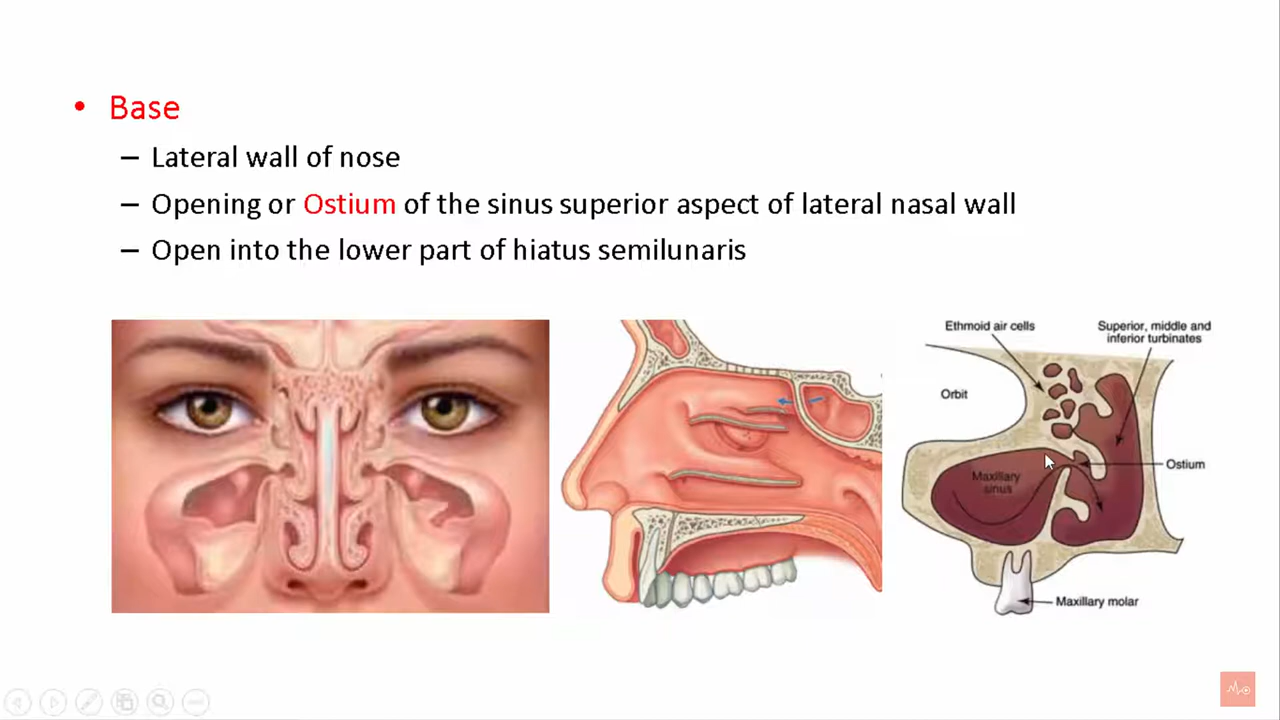 • Base
– Lateral wall of nose
– Opening or Ostium of the sinus superior aspect of lateral nasal wall
– Open into the lower part of hiatus semilunaris
Ethmoid air cells
Superior, middle and
inferior turbinates
Orbit
Ostium
Maxillary
sinus
Maxillary molar